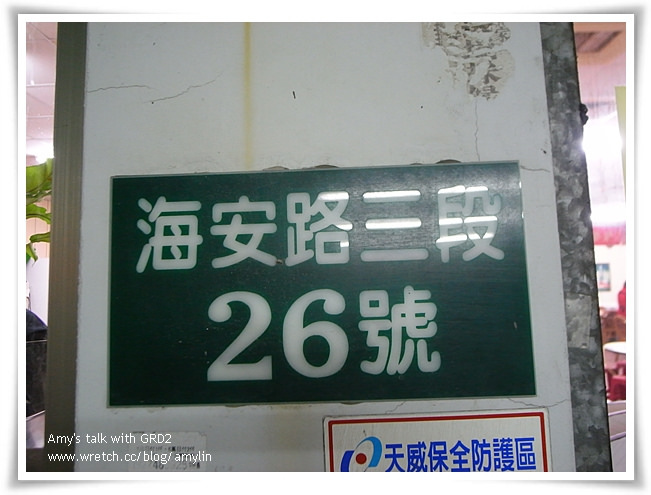 海安路三段
26號
天威保全防護區
Amy's talk with GRD2
www.wretch.cc/blog/amylin